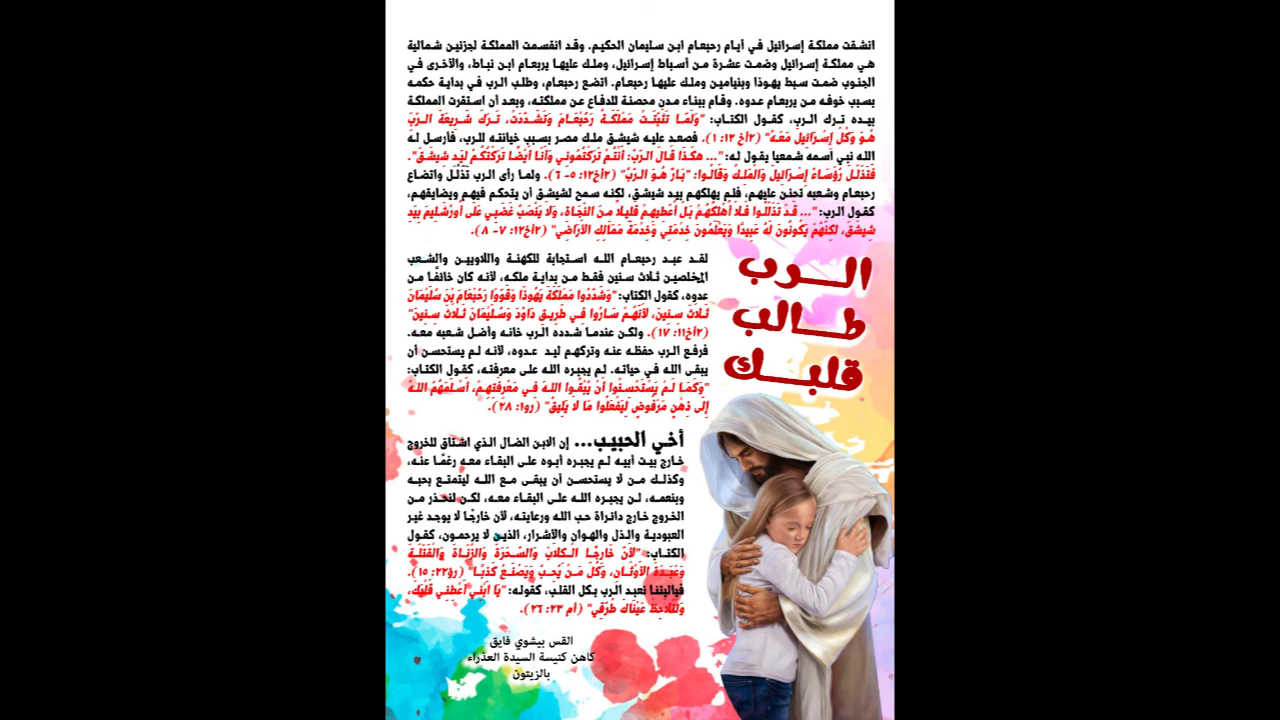 انشقت مملكة إسرائيل في أيام رحبعام ابن سليمان الحكيم. وقد انقسمت المملكة لجزئين شمالية
هي مملكة إسرائيل وضمت عشرة من أسباط إسرائيل، وملك عليها يربعام ابن نباط، والأخرى في
الجنوب ضمت سبط يهوذا وبنيامين وملك عليها رحبعام. اتضع رحبعام، وطلب الرب في بداية حكمه
بسبب خوفه من يربعام عدوه. وقام ببناء مدن محصنة للدفاع عن مملكته، وبعد أن استقرت المملكة
بيده ترك الرب، كقول الكتاب: "وَلَمَّا تَثَبَّتَتْ مَمْلَكَةُ رَحُبْعَامَ وَتَشَدَّدَتْ، تَرَكَ شَرِيعَةَ الرَّبِّ
هُوَ وَكُلُّ إِسْرَائِيلَ مَعَهُ" (٢أخ ١٢: ١). فصعد عليه شيشق ملك مصر بسبب خيانته للرب، فأرسل له
الله نبي أسمه شمعيا يقول له: "... هكَذَا قَالَ الرَّبُّ: أَنْتُمْ تَرَكْتُمُونِي وَأَنَا أَيْضًا تَرَكْتُكُمْ لِيَدِ شِيشَقَ".
فَتَذَلَّلَ رُؤَسَاءُ إِسْرَائِيلَ وَالْمَلِكُ وَقَالُوا: "بَارٌّ هُوَ الرَّبُّ" (٢أخ١٢: ٥- ٦). ولما رأى الرب تَذَلُّلَ واتضاع
رحبعام وشعبه تحنن عليهم، فلم يهلكهم بيد شيشق، لكنه سمح لشيشق أن يتحكم فيهم ويضايقهم،
كقول الرب: "... قَدْ تَذَلَّلُوا فَلاَ أُهْلِكُهُمْ بَلْ أُعْطِيهِمْ قَلِيلاً مِنَ النَّجَاةِ، وَلاَ يَنْصَبُّ غَضَبِي عَلَى أُورُشَلِيمَ بِيَدِ
شِيشَقَ، لكِنَّهُمْ يَكُونُونَ لَهُ عَبِيدًا وَيَعْلَمُونَ خِدْمَتِي وَخِدْمَةَ مَمَالِكِ الأَرَاضِي" (٢أخ١٢: ٧- ٨).
الرب
طالب
قلبك
لقد عبد رحبعام الله استجابة للكهنة واللاويين والشعب
المخلصين ثلاث سنين فقط من بداية ملكه، لأنه كان خائفًا من
عدوه، كقول الكتاب: "وَشَدَّدُوا مَمْلَكَةَ يَهُوذَا وَقَوَّوْا رَحُبْعَامَ بْنَ سُلَيْمَانَ
ثَلاَثَ سِنِينَ، لأَنَّهُمْ سَارُوا فِي طَرِيقِ دَاوُدَ وَسُلَيْمَانَ ثَلاَثَ سِنِينَ"
(٢أخ١١: ١٧). ولكن عندما شدده الرب خانه وأضل شعبه معه.
فرفع الرب حفظه عنه وتركهم ليد عدوه، لأنه لم يستحسن أن
يبقى الله في حياته. لم يجبره الله على معرفته، كقول الكتاب:
"وَكَمَا لَمْ يَسْتَحْسِنُوا أَنْ يُبْقُوا اللهَ فِي مَعْرِفَتِهِمْ، أَسْلَمَهُمُ اللهُ
إِلَى ذِهْنٍ مَرْفُوضٍ لِيَفْعَلُوا مَا لاَ يَلِيقُ" (رو١: ٢٨).
أخي الحبيب... إن الابن الضال الذي اشتاق للخروج
خارج بيت أبيه لم يجبره أبوه على البقاء معه رغمًا عنه،
وكذلك من لا يستحسن أن يبقى مع الله ليتمتع بحبه
وبنعمه، لن يجبره الله على البقاء معه، لكن لنحذر من
الخروج خارج دائرة حب الله ورعايته، لأن خارجًا لا يوجد غير
العبودية والذل والهوان والأشرار، الذين لا يرحمون، كقول
الكتاب: "لأَنَّ خَارِجًا الْكِلاَبَ وَالسَّحَرَةَ وَالزُّنَاةَ وَالْقَتَلَةَ
وَعَبَدَةَ الأَوْثَانِ، وَكُلَّ مَنْ يُحِبُّ وَيَصْنَعُ كَذِبًا" (رؤ٢٢: ١٥).
فياليتنا نعبد الرب بكل القلب، كقوله: "يَا ابْنِي أَعْطِنِي قَلْبَكَ،
وَلْتُلاَحِظْ عَيْنَاكَ طُرُقِي" (أم ٢٣: ٢٦).
القس بيشوي فايق
كاهن كنيسة السيدة العذراء
بالزيتون